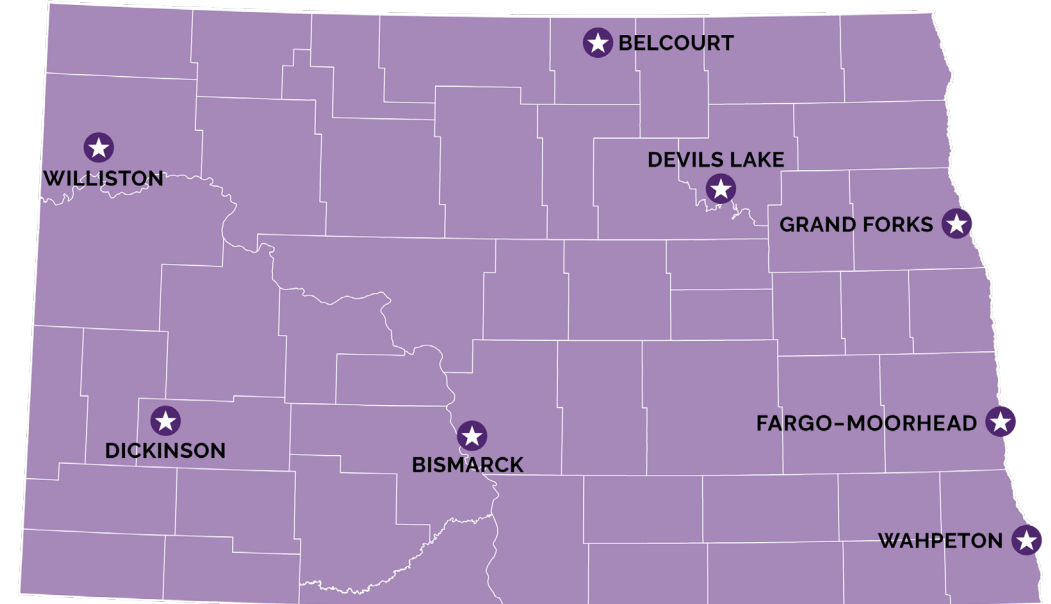 BELCOURT
WILLISTON
DEVILS LAKE
GRAND FORKS
DICKINSON
BISMARCK
FARGO-MOORHEAD
WAHPETON